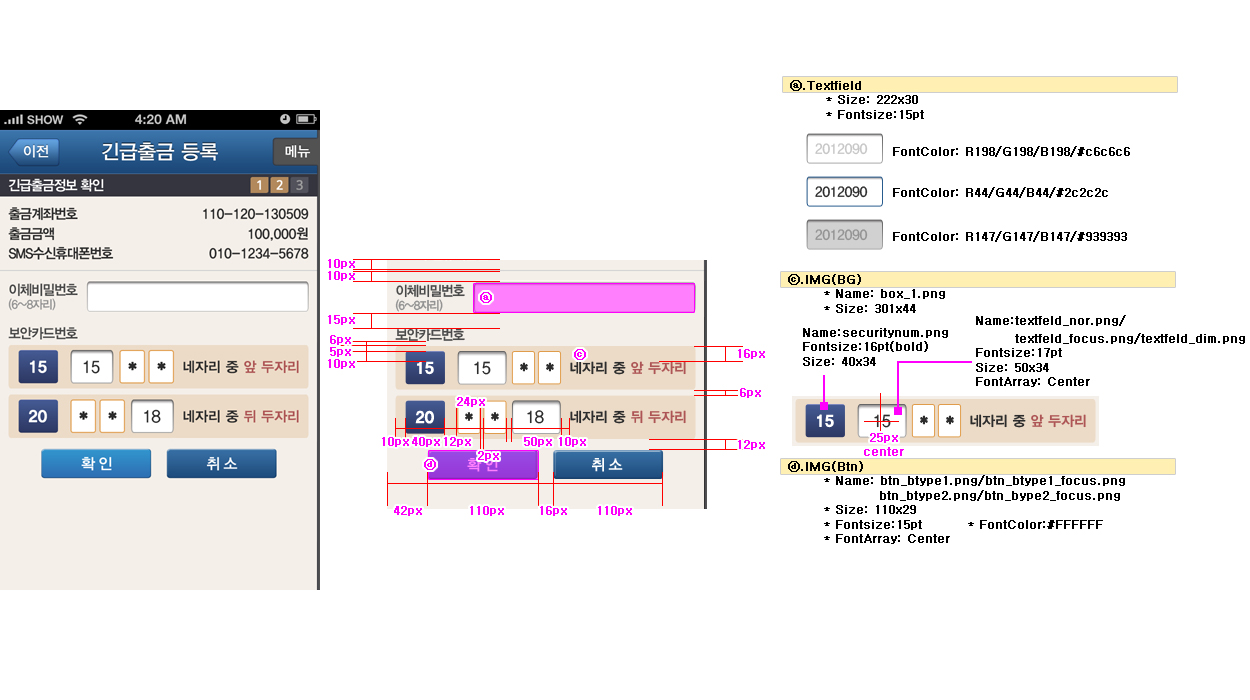 SHOW 4:20 AM
이전 긴급출금 등록 메뉴
긴급출금정보 확인 1 2 3
출금계좌번호 110-120-130509
출금금액 100,000원
SMS수신휴대폰번호 010-1234-5678
이체비밀번호
(6~8자리)
보안카드번호
15 15 * * 네자리 중 앞 두자리
20 * * 18 네자리 중 뒤 두자리
확인 취소
10px
10px
이체비밀번호 ⓐ
(6~8자리)
15px
보안카드번호
6px
5px
10px
ⓒ
16px
15 15 * * 네자리 중 앞 두자리
6px
24px
20 * * 18 네자리 중 뒤 두자리
10px 40px 12px 50px 10px
12px
2px
ⓓ 확인 취소
42px 110px 16px 110px
ⓐ.Textfield
* Size: 222x30
* Fontsize:15pt
2012090 FontColor: R198/G198/B198/#c6c6c6
2012090 FontColor: R44/G44/B44/#2c2c2c
2012090 FontColor: R147/G147/B147/#939393
ⓒ.IMG(BG)
* Name: box_1.png
* Size: 301x44
Name:securitynum.png
Fontsize:16pt(bold)
Size: 40x34
Name:textfeld_nor.png/
textfeld_focus.png/textfeld_dim.png
Fontsize:17pt
Size: 50x34
FontArray: Center
15 15 * * 네자리 중 앞 두자리
25px
center
ⓓ.IMG(Btn)
* Name: btn_btype1.png/btn_btype1_focus.png
btn_btype2.png/btn_bype2_focus.png
* Size: 110x29
* Fontsize:15pt * FontColor:#FFFFFF
* FontArray: Center